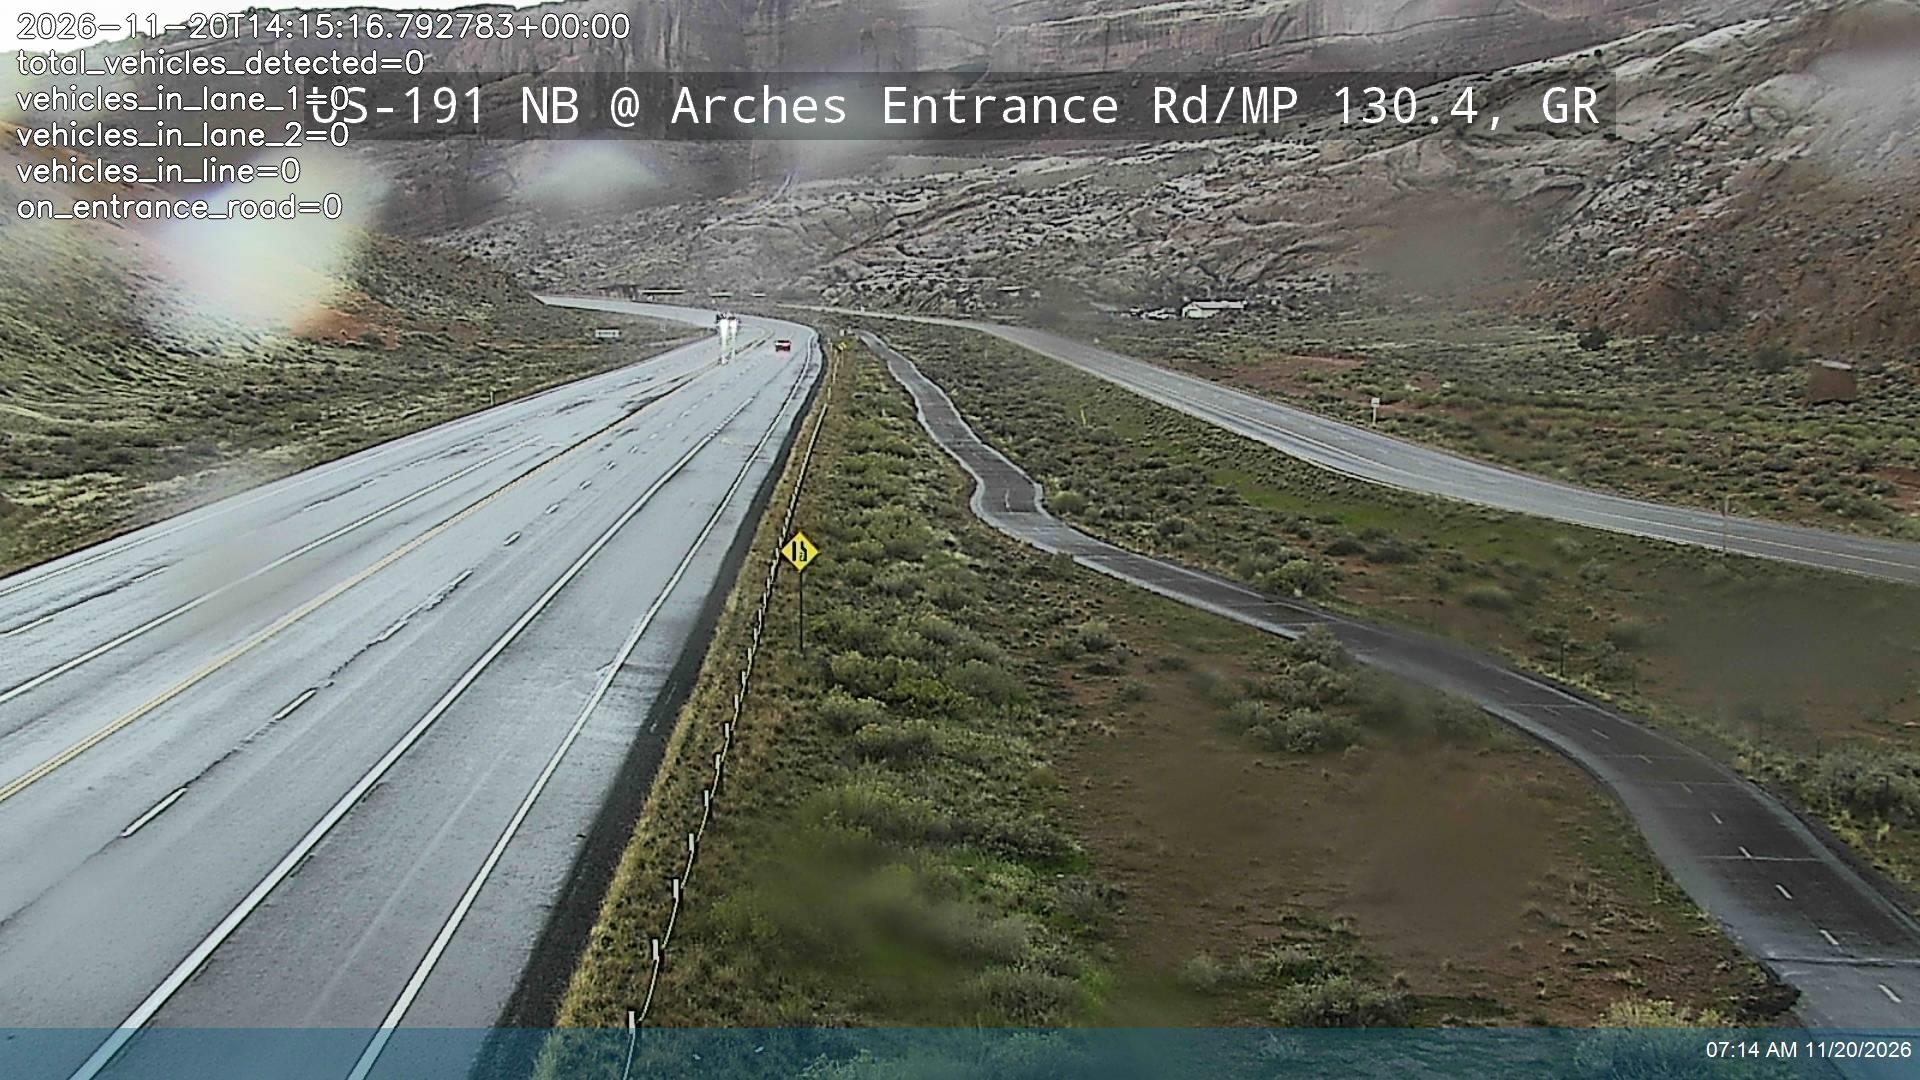 2026-11-20T14:15:16.792783+00:00
total_vehicles_detected=0
vehicles_in_lane_1=0
US-191 NB @ Arches Entrance Rd/MP 130.4, GR
vehicles_in_lane_2=0
vehicles_in_line=0
on_entrance_road=0
07:14 AM 11/20/2026